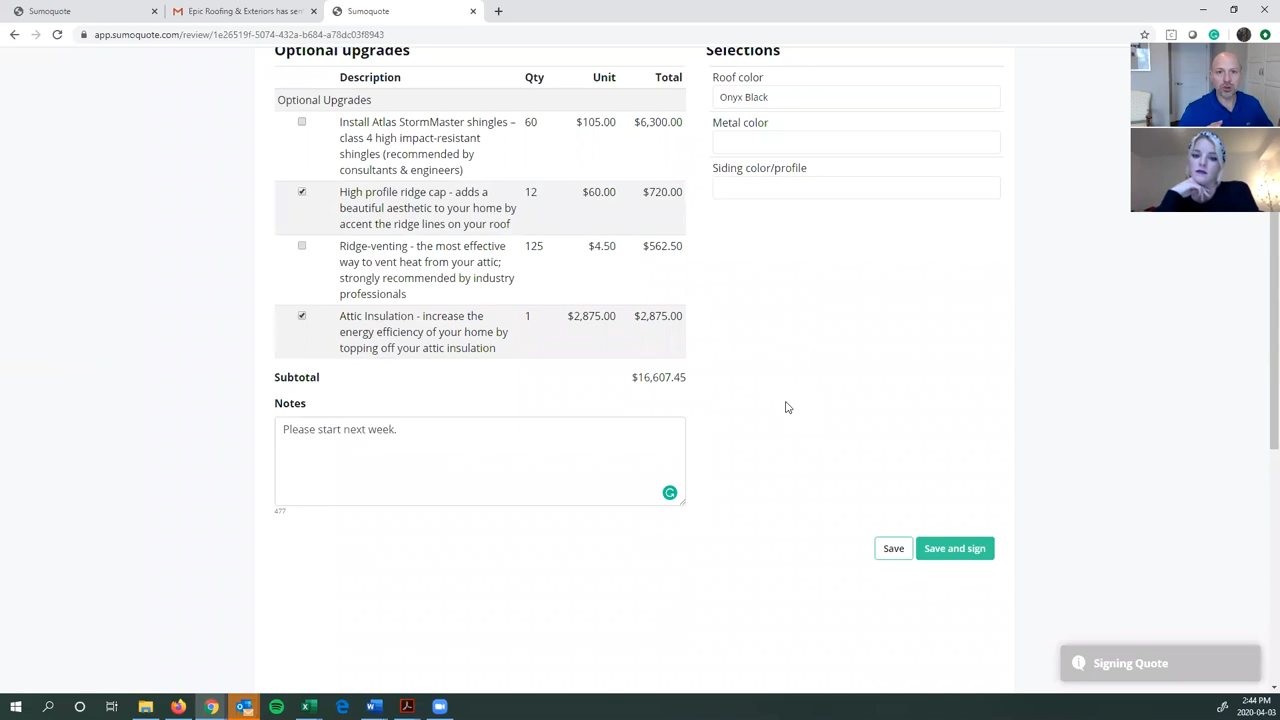 Sumoquote
Epic Roofing & Exteriors has sent
Sumoquote
app.sumoquote.com/review/1e26519f-5074-432a-b684-a78dc03f8943
Optional upgrades
Selections
Description Qty Unit Total
Optional Upgrades
Install Atlas StormMaster shingles – 60 $105.00 $6,300.00
class 4 high impact-resistant
shingles (recommended by
consultants & engineers)
High profile ridge cap - adds a 12 $60.00 $720.00
beautiful aesthetic to your home by
accent the ridge lines on your roof
Ridge-venting - the most effective 125 $4.50 $562.50
way to vent heat from your attic;
strongly recommended by industry
professionals
Attic Insulation - increase the 1 $2,875.00 $2,875.00
energy efficiency of your home by
topping off your attic insulation
Subtotal $16,607.45
Notes
Please start next week.
477
Roof color
Onyx Black
Metal color
Siding color/profile
Save
Save and sign
Signing Quote
2:44 PM
2020-04-03